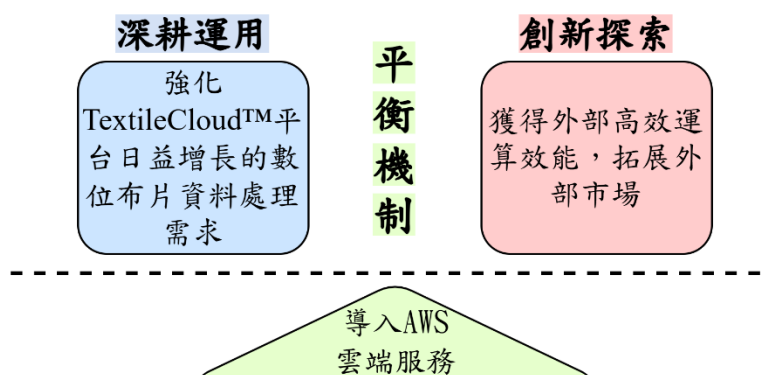 深耕運用
強化
TextileCloud™平
台日益增長的數
位布片資料處理
需求
平
衡
機
制
創新探索
獲得外部高效運
算效能，拓展外
部市場
導入AWS
雲端服務